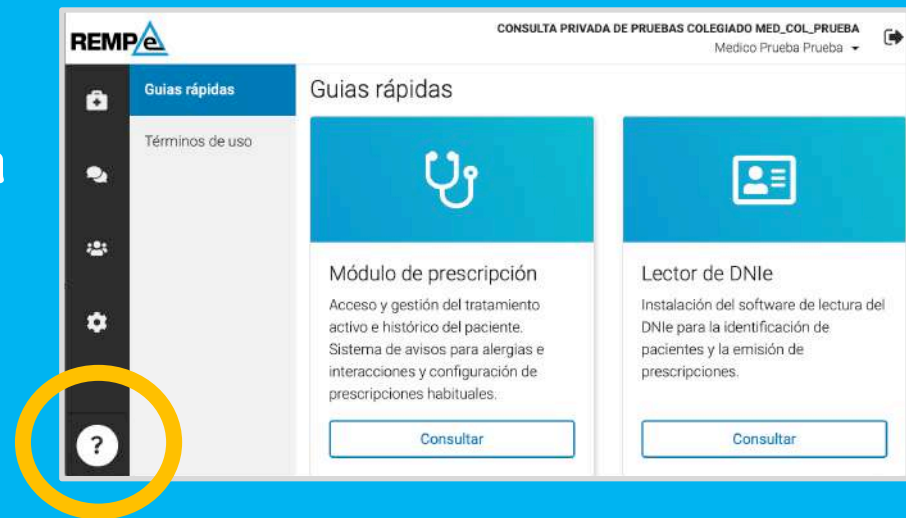 REMPe
CONSULTA PRIVADA DE PRUEBAS COLEGIADO MED_COL_PRUEBA
Medico Prueba Prueba
Guias rápidas
Términos de uso
Guias rápidas
Módulo de prescripción
Acceso y gestión del tratamiento
activo e histórico del paciente.
Sistema de avisos para alergias e
interacciones y configuración de
prescripciones habituales.
Consultar
Lector de DNIe
Instalación del software de lectura del
DNIe para la identificación de
pacientes y la emisión de
prescripciones.
Consultar
?